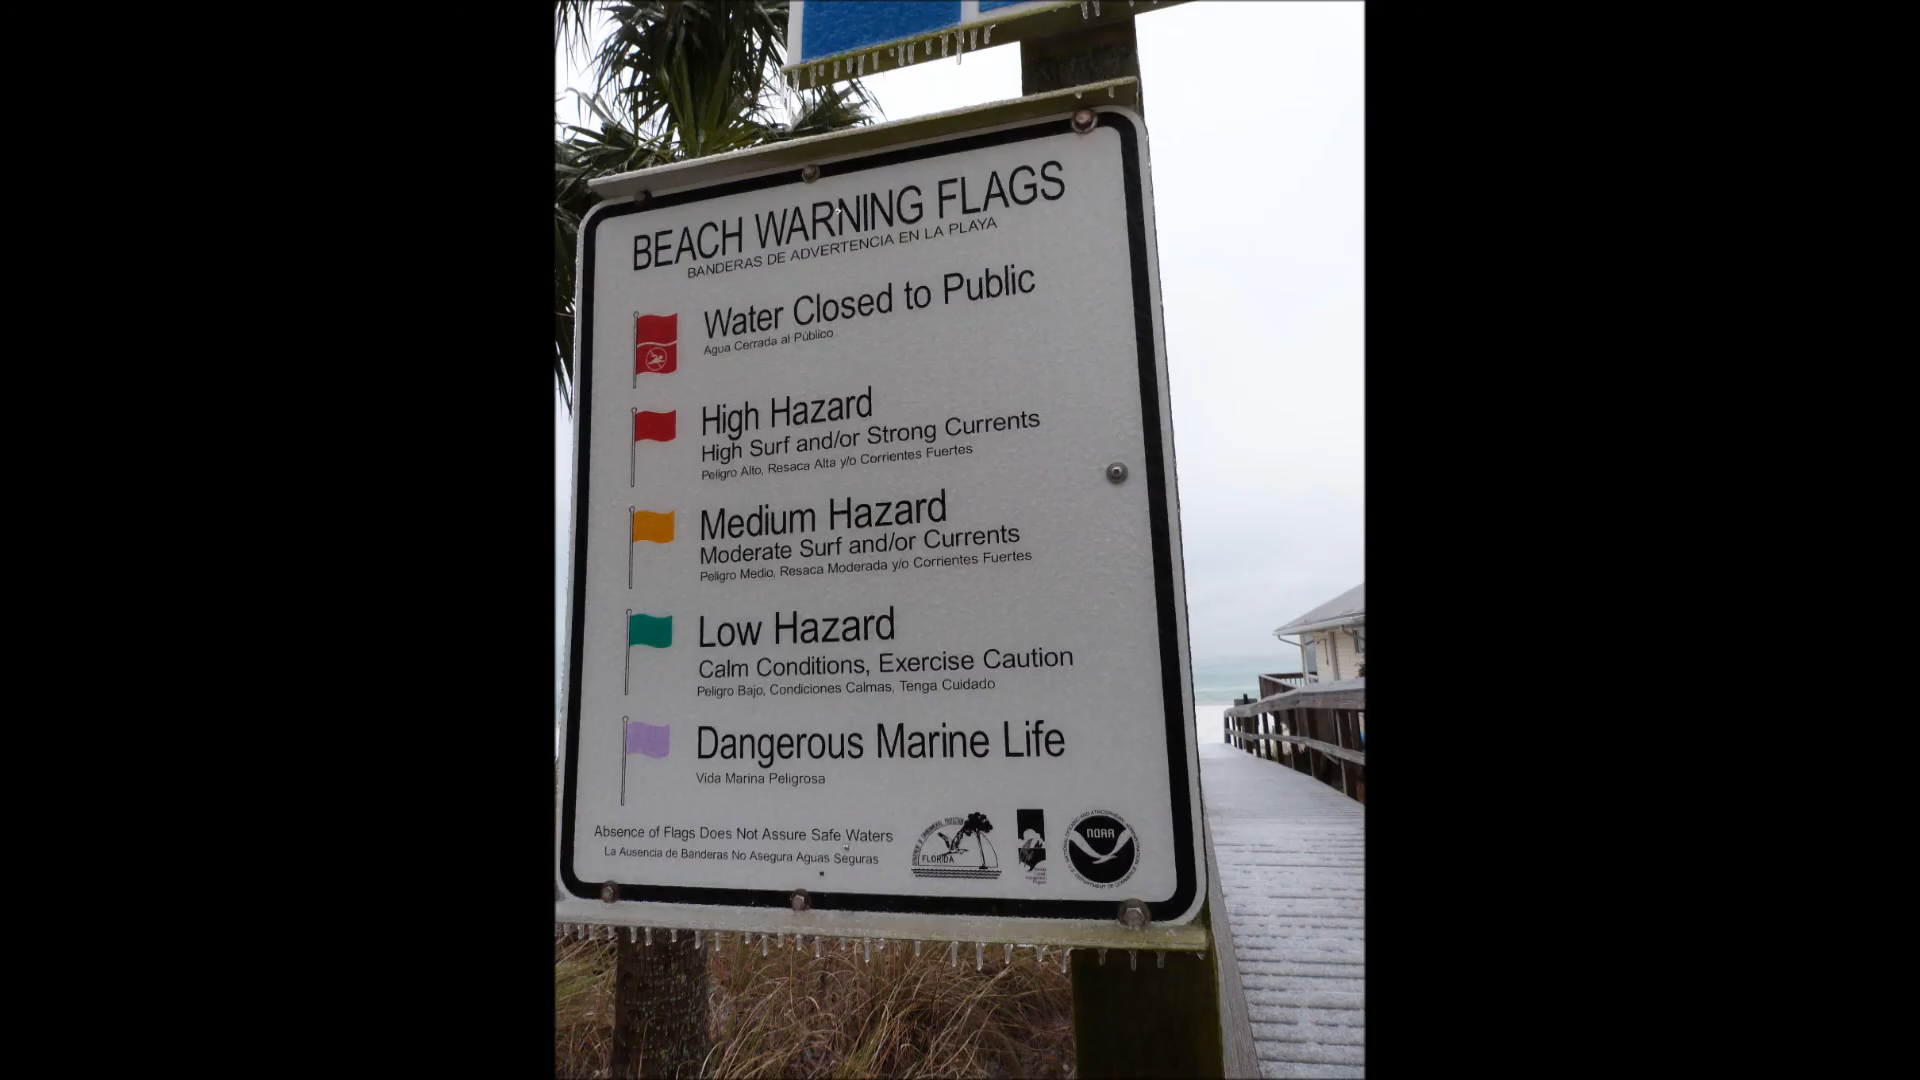 BEACH WARNING FLAGS
BANDERAS DE ADVERTENCIA EN LA PLAYA
Water Closed to Public
Agua Cerrada al Público
High Hazard
High Surf and/or Strong Currents
Peligro Alto, Resaca Alta y/o Corrientes Fuertes
Medium Hazard
Moderate Surf and/or Currents
Peligro Medio, Resaca Moderada y/o Corrientes Fuertes
Low Hazard
Calm Conditions, Exercise Caution
Peligro Bajo, Condiciones Calmas, Tenga Cuidado
Dangerous Marine Life
Vida Marina Peligrosa
Absence of Flags Does Not Assure Safe Waters
La Ausencia de Banderas No Asegura Aguas Seguras
FLORIDA
NOAA